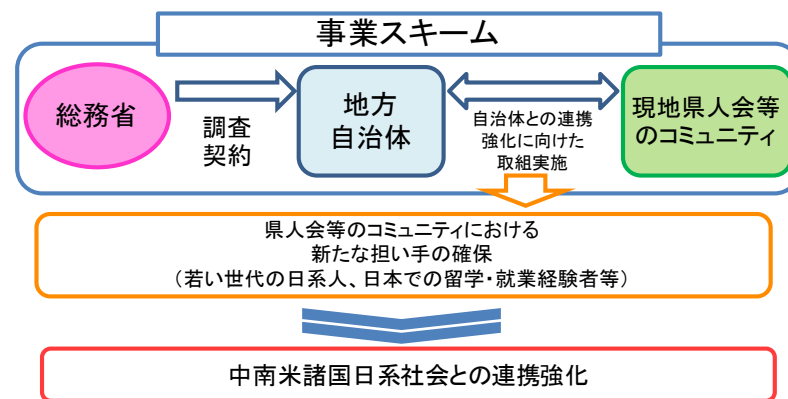 事業スキーム
総務省
調査
契約
地方
自治体
自治体との連携
強化に向けた
取組実施
現地県人会等
のコミュニティ
県人会等のコミュニティにおける
新たな担い手の確保
（若い世代の日系人、日本での留学・就業経験者等）
中南米諸国日系社会との連携強化